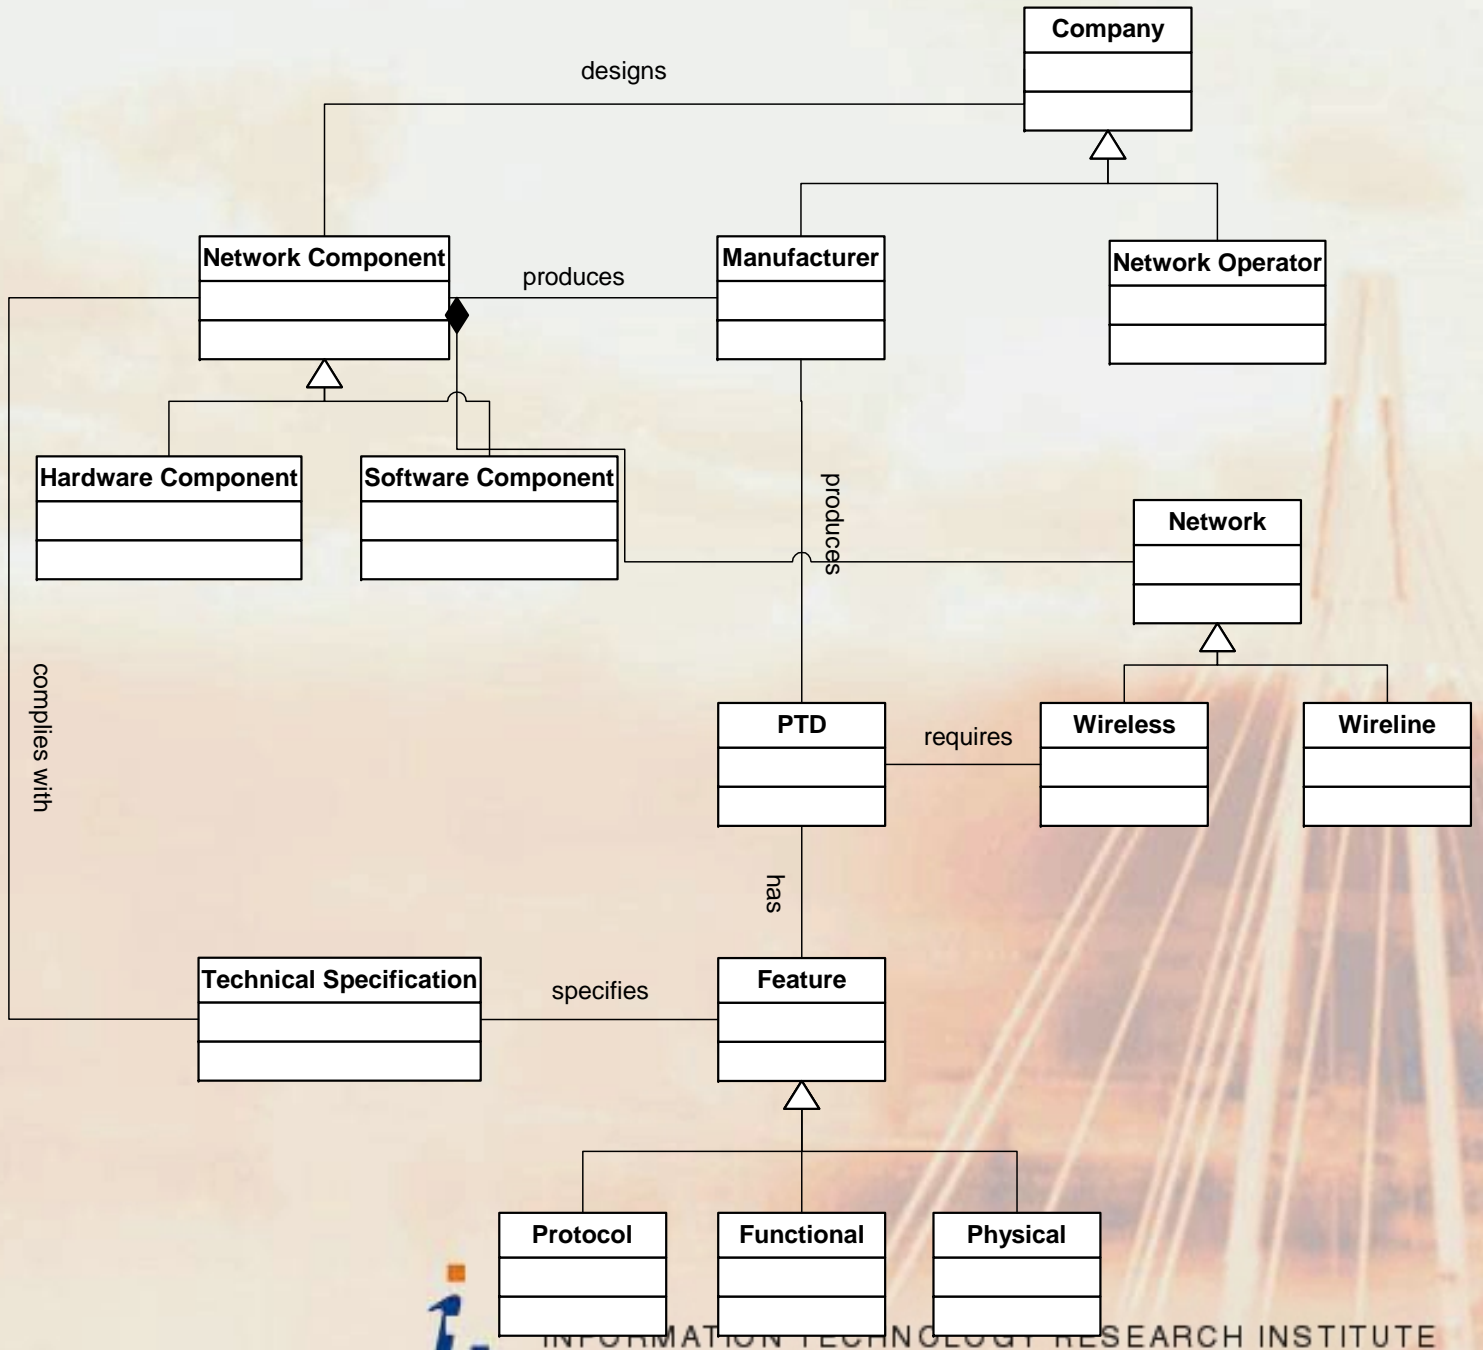 Company
designs
Network Component
produces
Manufacturer
Network Operator
Hardware Component
Software Component
produces
Network
complies with
PTD
requires
Wireless
Wireline
has
Technical Specification
specifies
Feature
Protocol
Functional
Physical
INFORMATION TECHNOLOGY RESEARCH INSTITUTE